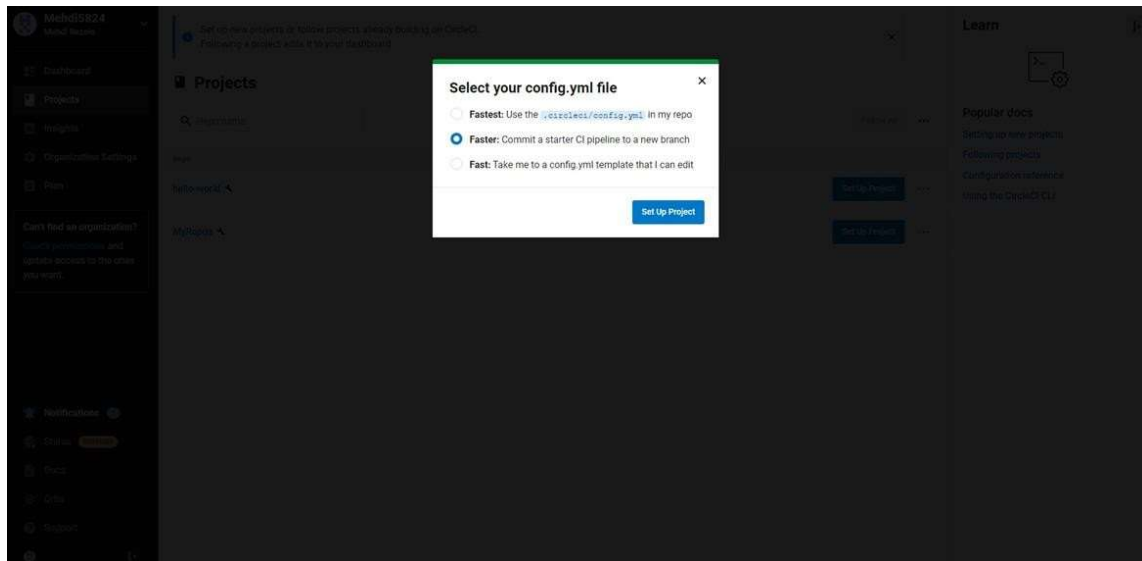 Mehdi5824
Dashboard
Projects
Insights
Organization Settings
Plan
Can't find an organization?
Check permissions and
update access to the ones
you want.
Notifications
Status
Docs
Orbs
Support
Set up new projects or follow projects already building on CircleCI.
Following a project adds it to your dashboard.
Projects
hello-world
Set Up Project
Set Up Project
Select your config.yml file
Fastest: Use the .circleci/config.yml in my repo
Faster: Commit a starter CI pipeline to a new branch
Fast: Take me to a config.yml template that I can edit
Set Up Project
Learn
Popular docs
Setting up new projects
Following projects
Configuration reference
Using the CircleCI CLI